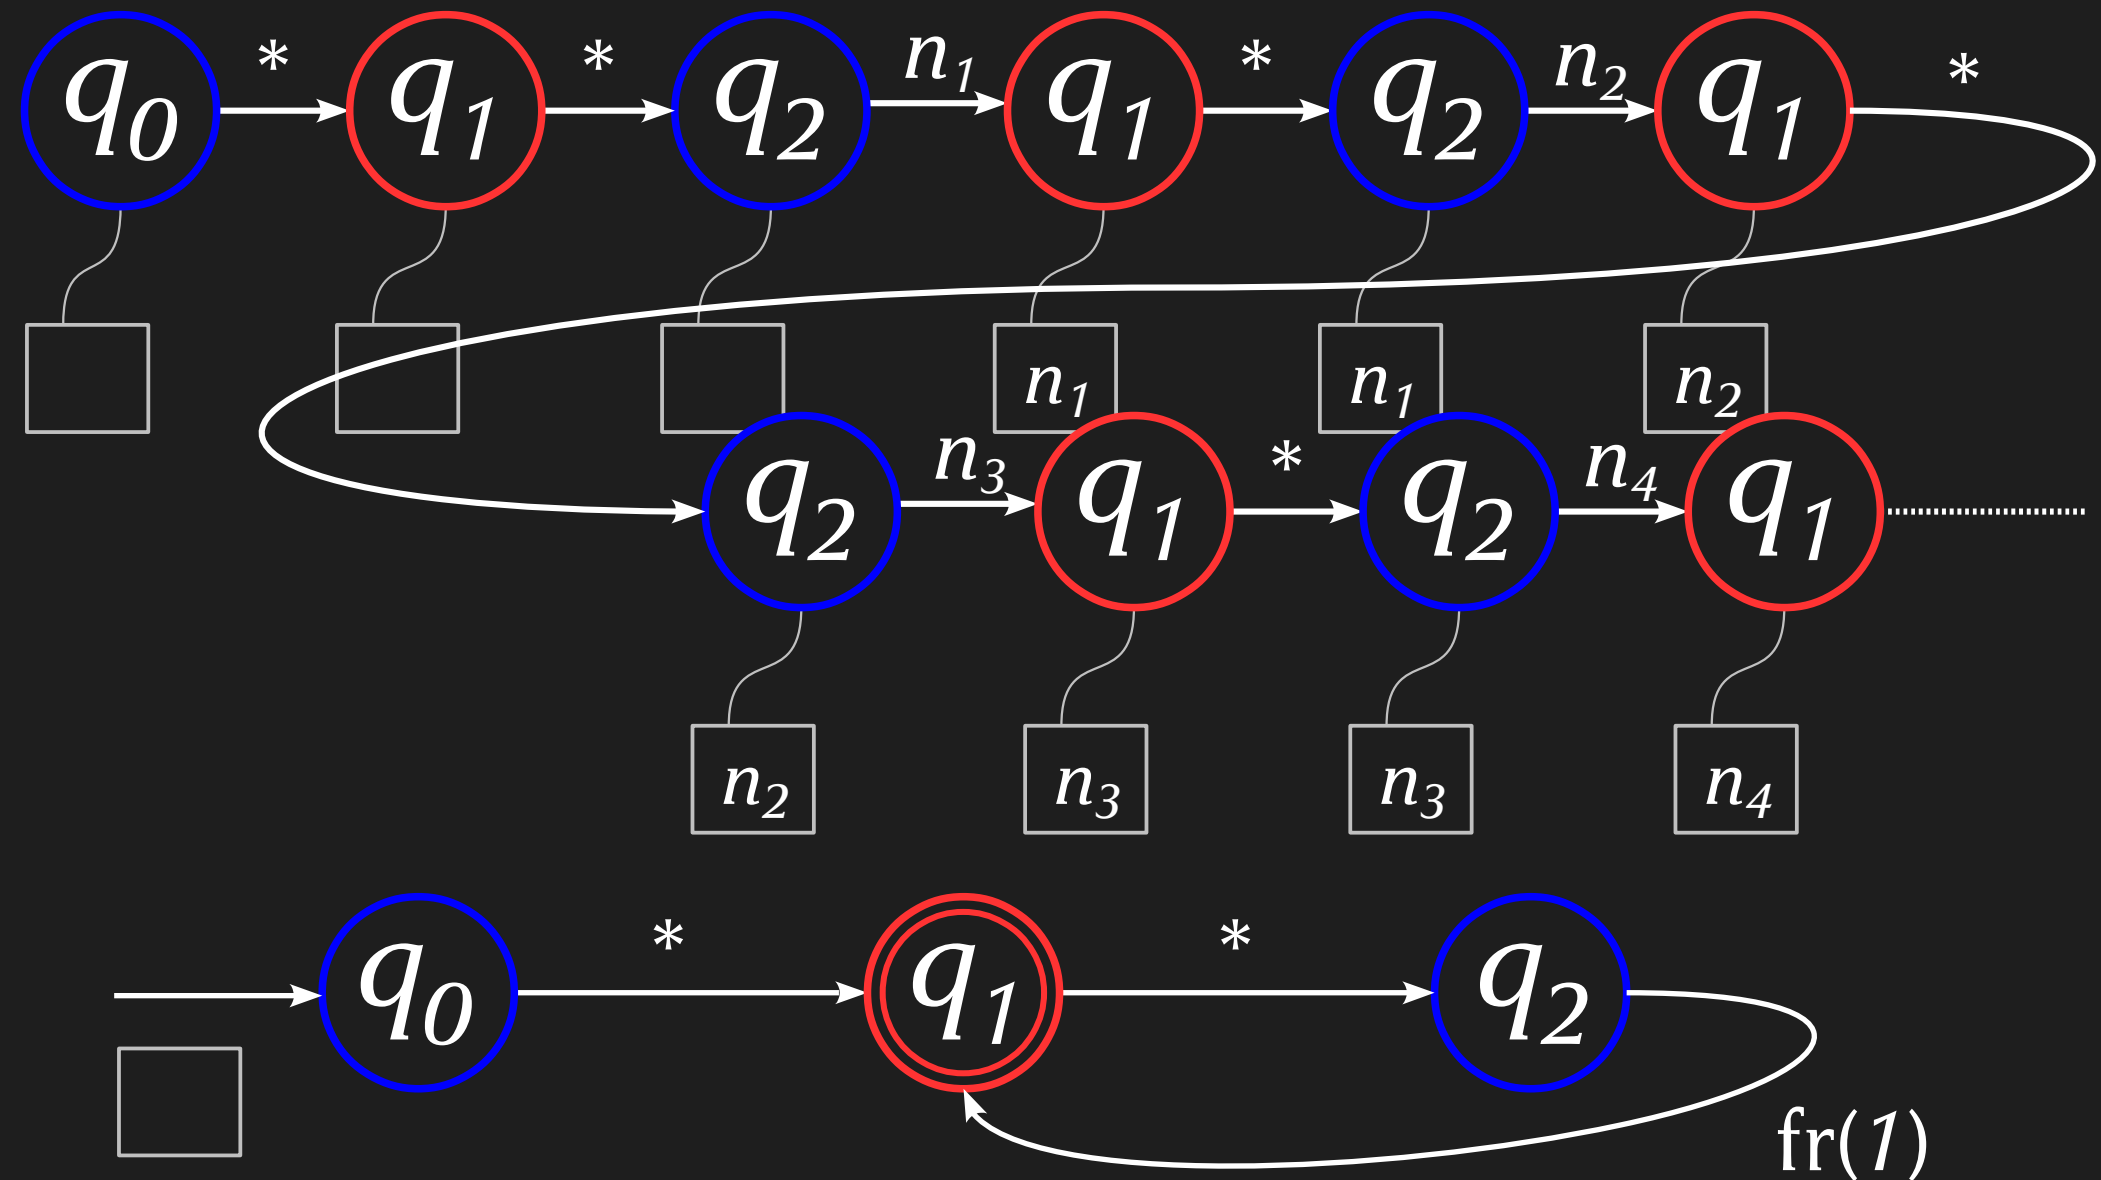 * * n₁ * n₂ *
q₀ q₁ q₂ q₁ q₂ q₁
n₁ n₁ n₂
n₃ * n₄
q₂ q₁ q₂ q₁
n₂ n₃ n₃ n₄
* *
q₀ q₁ q₂
fr(1)